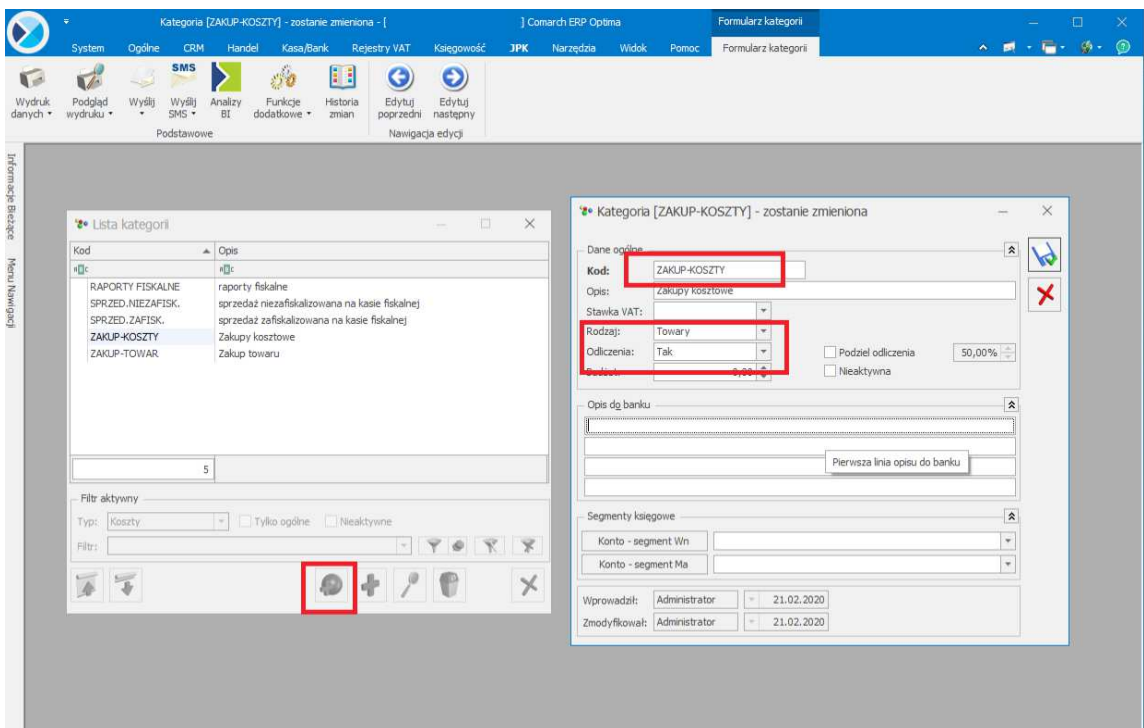 Kategoria [ZAKUP-KOSZTY] - zostanie zmieniona - [ ] Comarch ERP Optima Formularz kategorii
System Ogólne CRM Handel Kasa/Bank Rejestry VAT Księgowość JPK Narzędzia Widok Pomoc Formularz kategorii
SMS
Wydruk danych Podgląd wydruku Wyślij Wyślij SMS Analizy BI Funkcje dodatkowe Historia zmian Edytuj poprzedni Edytuj następny
Podstawowe Nawigacja edycji
Informacje Bieżące
Menu Nawigacji
Lista kategorii
Kod Opis
RAPORTY FISKALNE raporty fiskalne
SPRZED.NIEZAFISK. sprzedaż niezafiskalizowana na kasie fiskalnej
SPRZED.ZAFISK. sprzedaż zafiskalizowana na kasie fiskalnej
ZAKUP-KOSZTY Zakupy kosztowe
ZAKUP-TOWAR Zakup towaru
5
Filtr aktywny
Typ: Koszty Tylko ogólne Nieaktywne
Filtr:
Kategoria [ZAKUP-KOSZTY] - zostanie zmieniona
Dane ogólne
Kod: ZAKUP-KOSZTY
Opis: Zakupy kosztowe
Stawka VAT:
Rodzaj: Towary
Odliczenia: Tak Podziel odliczenia 50,00%
Budżet: 0,00 Nieaktywna
Opis do banku
Pierwsza linia opisu do banku
Segmenty księgowe
Konto - segment Wn
Konto - segment Ma
Wprowadził: Administrator 21.02.2020
Zmodyfikował: Administrator 21.02.2020